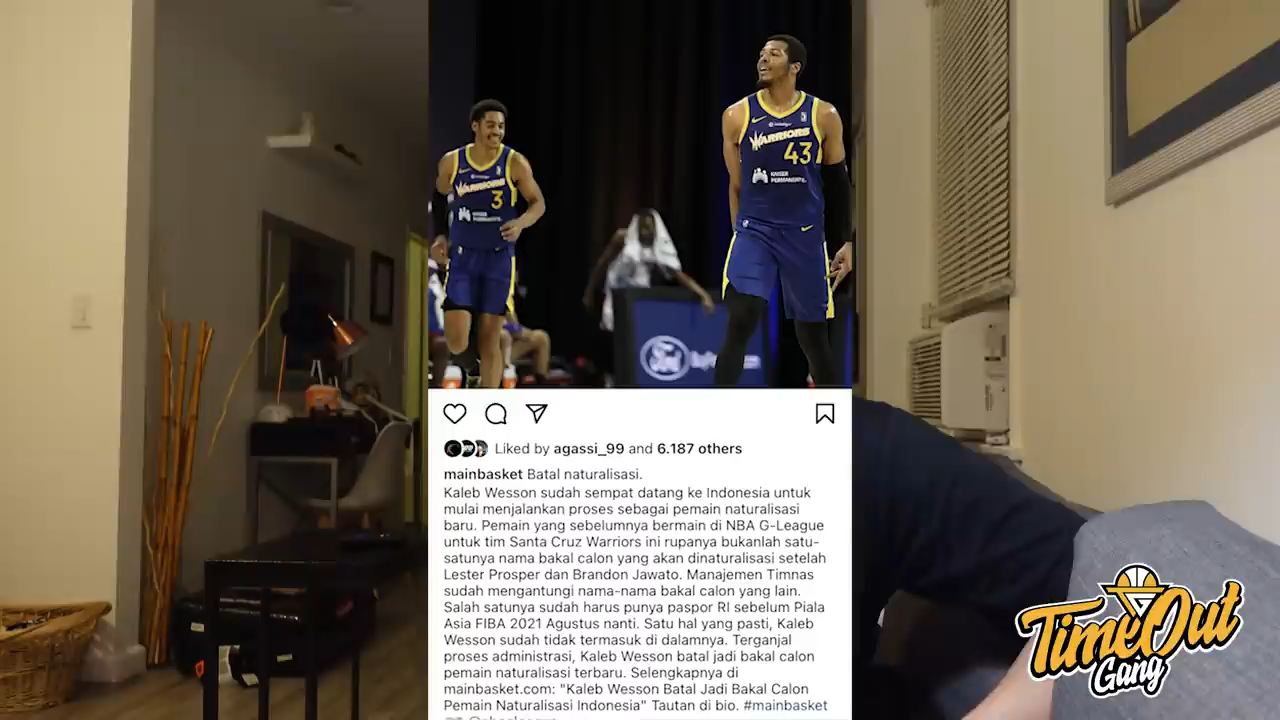 WARRIORS
43
KAISER
PERMANENTE.
WARRIORS
3
Liked by agassi_99 and 6.187 others
mainbasket Batal naturalisasi.
Kaleb Wesson sudah sempat datang ke Indonesia untuk
mulai menjalankan proses sebagai pemain naturalisasi
baru. Pemain yang sebelumnya bermain di NBA G-League
untuk tim Santa Cruz Warriors ini rupanya bukanlah satu-
satunya nama bakal calon yang akan dinaturalisasi setelah
Lester Prosper dan Brandon Jawato. Manajemen Timnas
sudah mengantungi nama-nama bakal calon yang lain.
Salah satunya sudah harus punya paspor RI sebelum Piala
Asia FIBA 2021 Agustus nanti. Satu hal yang pasti, Kaleb
Wesson sudah tidak termasuk di dalamnya. Terganjal
proses administrasi, Kaleb Wesson batal jadi bakal calon
pemain naturalisasi terbaru. Selengkapnya di
mainbasket.com: "Kaleb Wesson Batal Jadi Bakal Calon
Pemain Naturalisasi Indonesia" Tautan di bio. #mainbasket
TimeOut
Gang